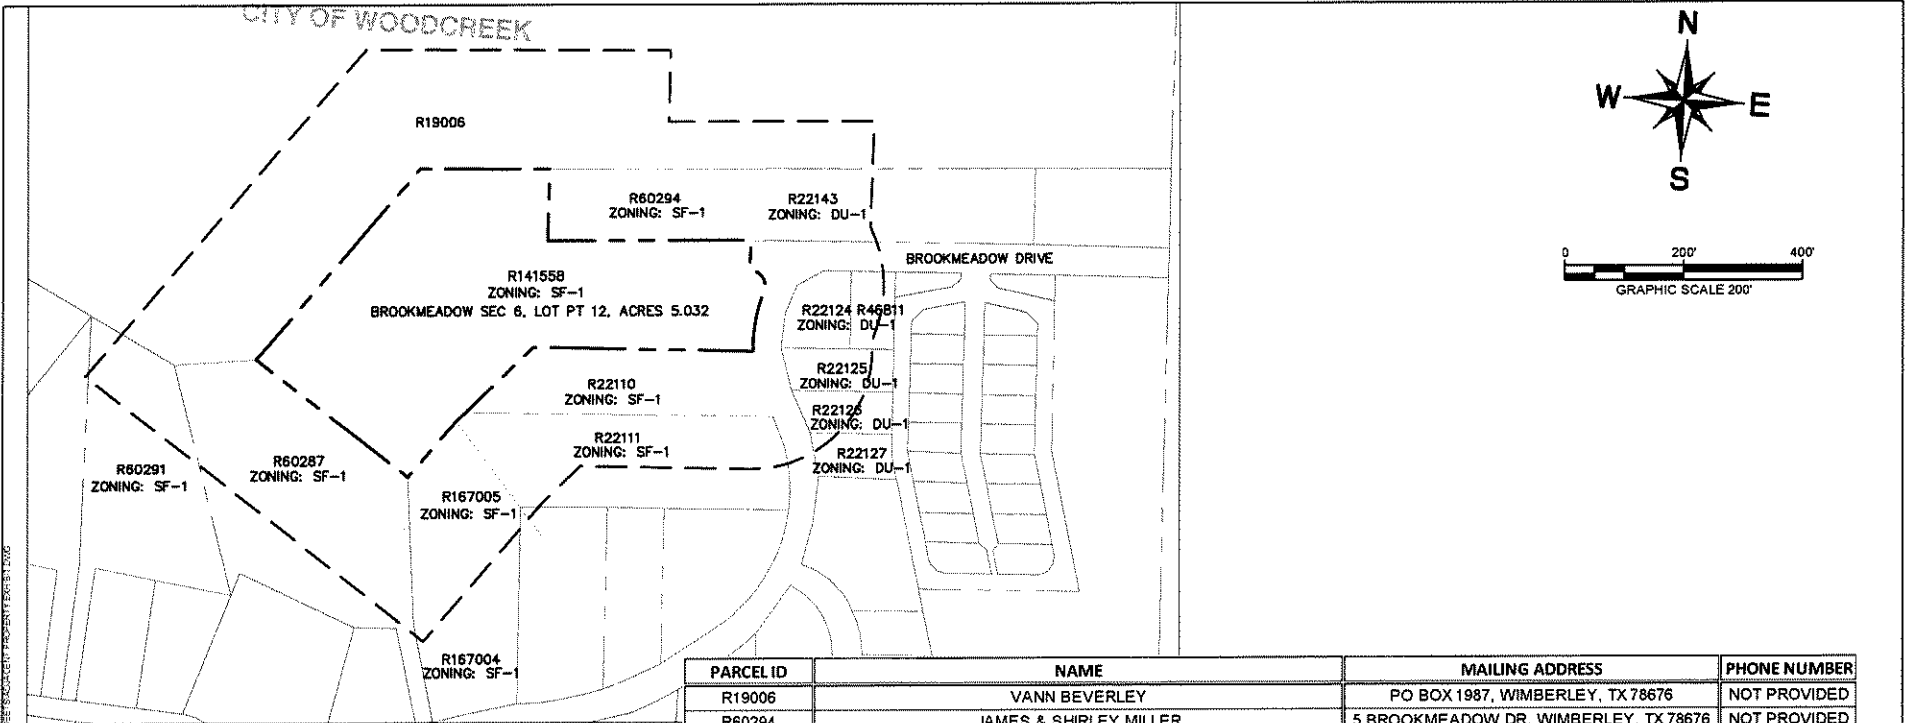 CITY OF WOODCREEK
N
W
E
S
R19006
R60294
ZONING: SF-1
R22143
ZONING: DU-1
BROOKMEADOW DRIVE
0 200' 400'
GRAPHIC SCALE 200'
R141558
ZONING: SF-1
BROOKMEADOW SEC 6, LOT PT 12, ACRES 5.032
R22124 R46811
ZONING: DU-1
R22125
ZONING: DU-1
R22110
ZONING: SF-1
R22126
ZONING: DU-1
R22111
ZONING: SF-1
R22127
ZONING: DU-1
R60291
ZONING: SF-1
R60287
ZONING: SF-1
R167005
ZONING: SF-1
R167004
ZONING: SF-1
PARCEL ID NAME MAILING ADDRESS PHONE NUMBER
R19006 VANN BEVERLEY PO BOX 1987, WIMBERLEY, TX 78676 NOT PROVIDED
R60294 JAMES & SHIRLEY MILLER 5 BROOKMEADOW DR, WIMBERLEY, TX 78676 NOT PROVIDED